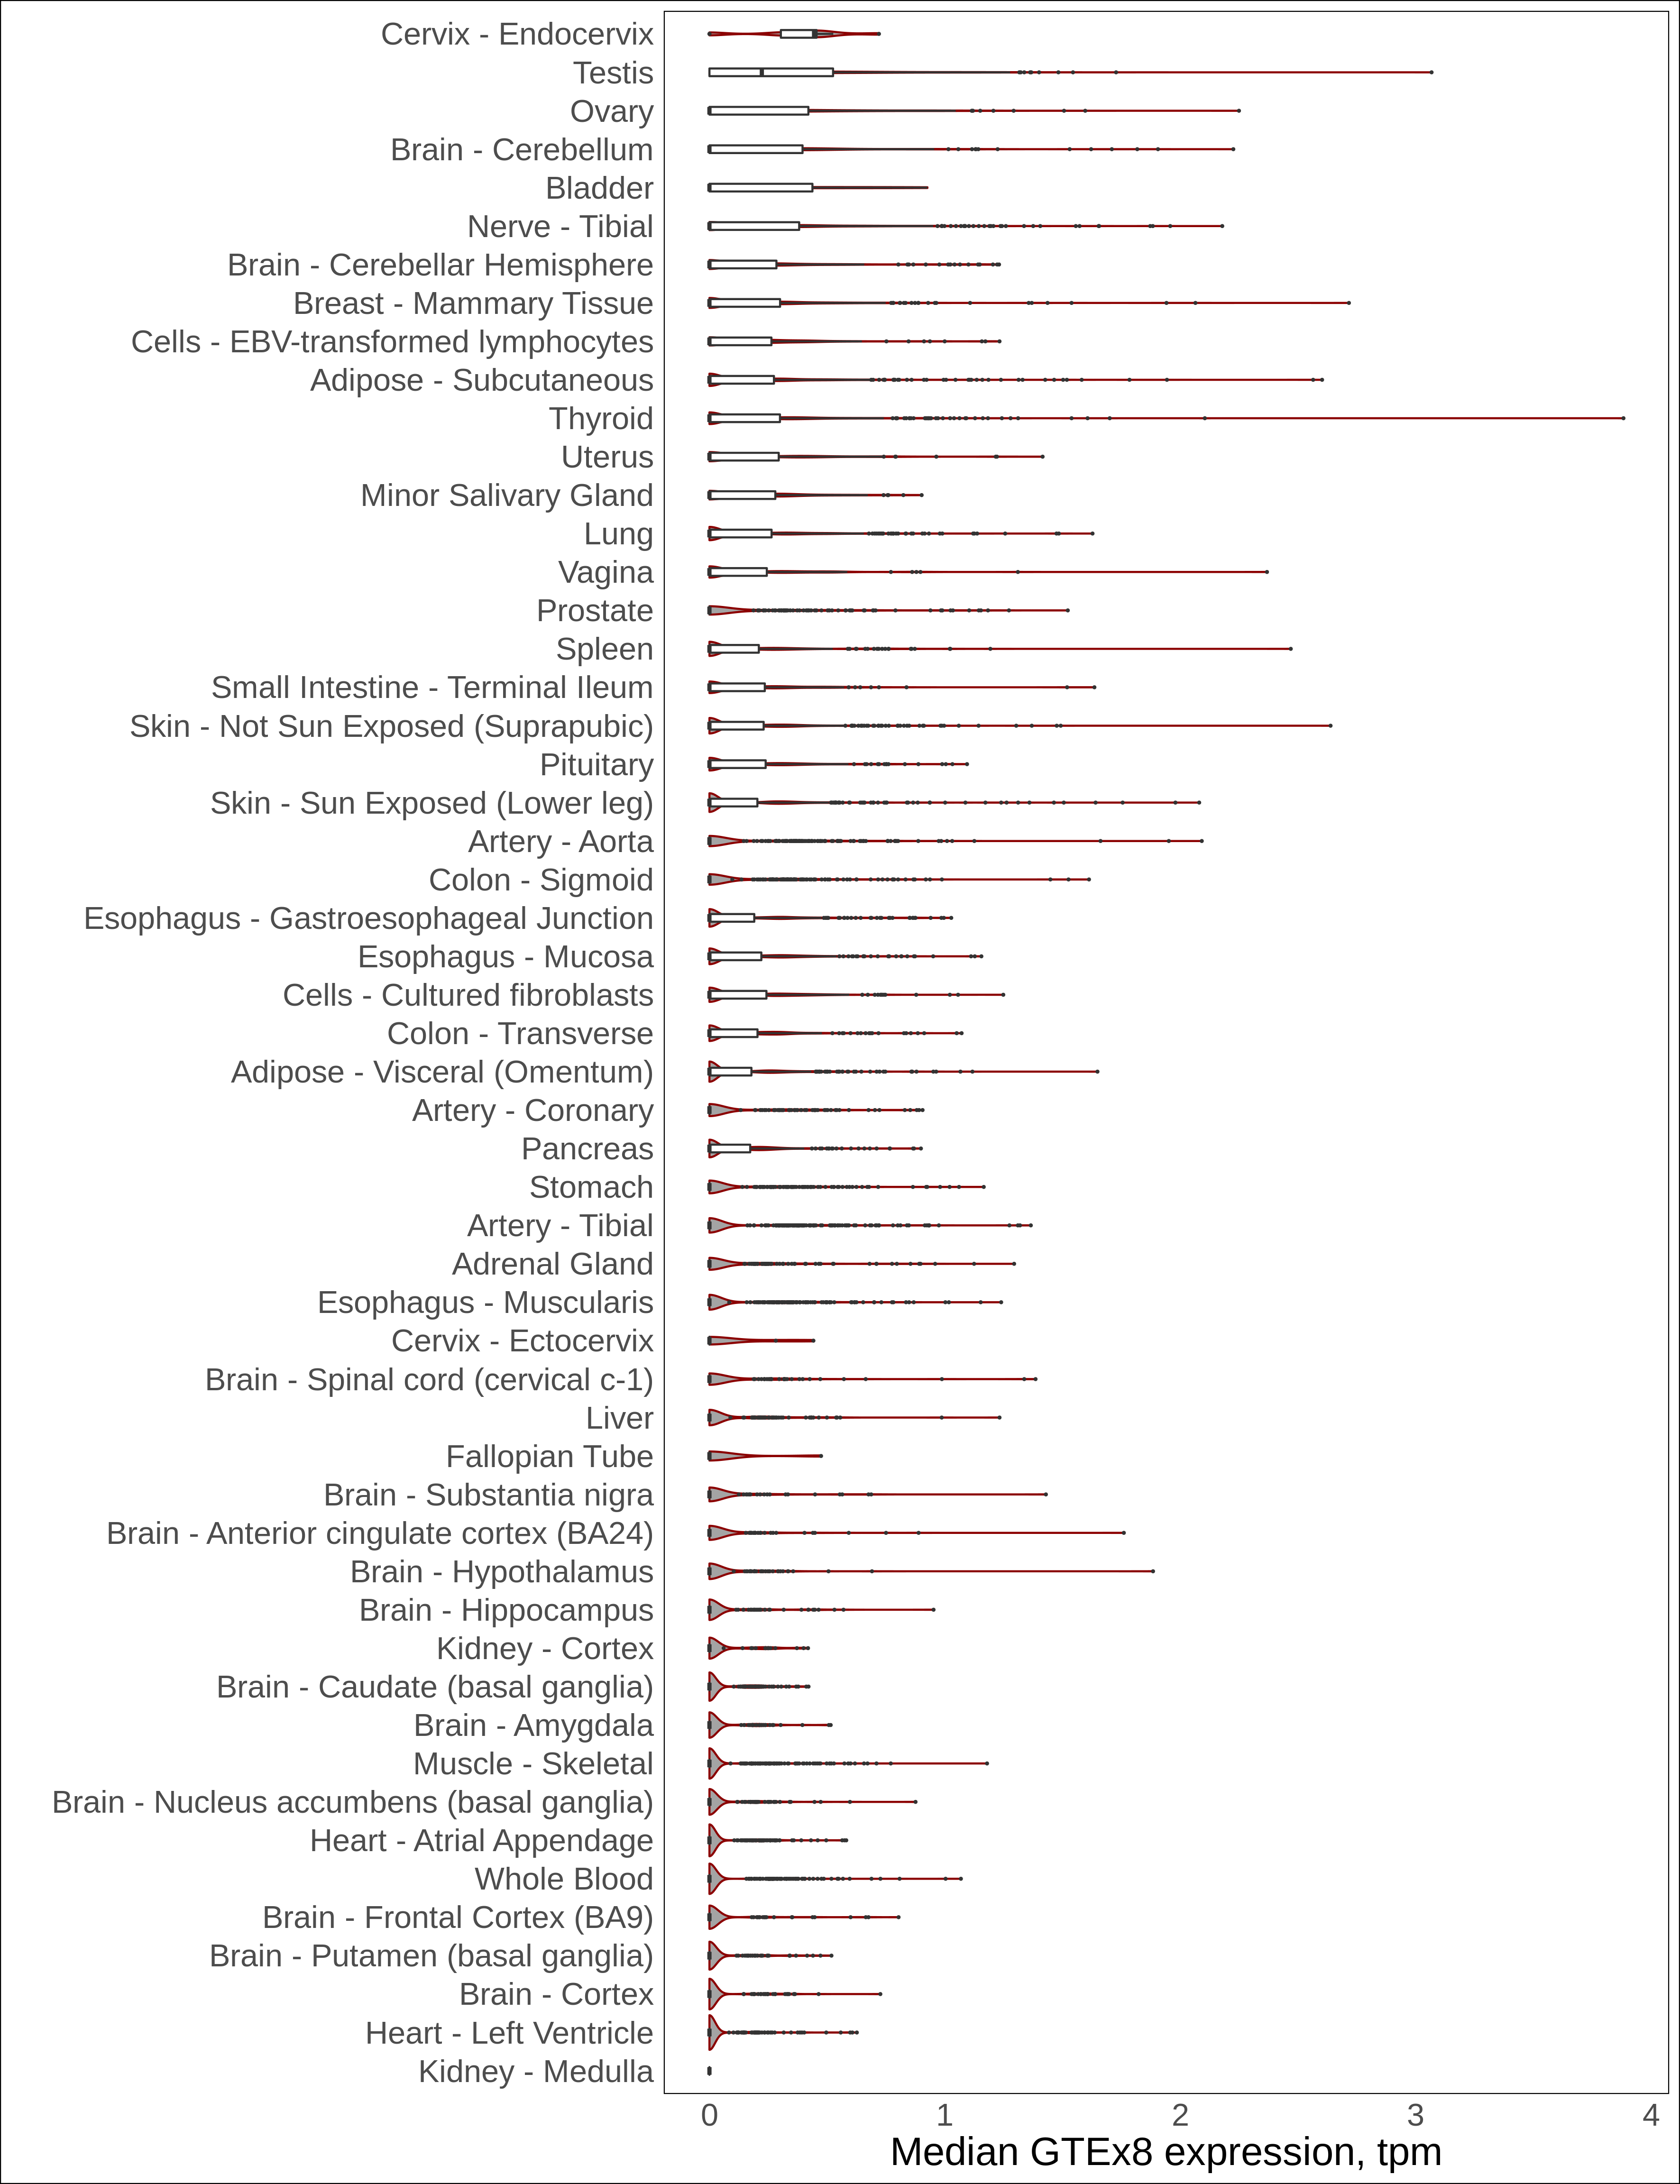 Cervix - Endocervix
Testis
Ovary
Brain - Cerebellum
Bladder
Nerve - Tibial
Brain - Cerebellar Hemisphere
Breast - Mammary Tissue
Cells - EBV-transformed lymphocytes
Adipose - Subcutaneous
Thyroid
Uterus
Minor Salivary Gland
Lung
Vagina
Prostate
Spleen
Small Intestine - Terminal Ileum
Skin - Not Sun Exposed (Suprapubic)
Pituitary
Skin - Sun Exposed (Lower leg)
Artery - Aorta
Colon - Sigmoid
Esophagus - Gastroesophageal Junction
Esophagus - Mucosa
Cells - Cultured fibroblasts
Colon - Transverse
Adipose - Visceral (Omentum)
Artery - Coronary
Pancreas
Stomach
Artery - Tibial
Adrenal Gland
Esophagus - Muscularis
Cervix - Ectocervix
Brain - Spinal cord (cervical c-1)
Liver
Fallopian Tube
Brain - Substantia nigra
Brain - Anterior cingulate cortex (BA24)
Brain - Hypothalamus
Brain - Hippocampus
Kidney - Cortex
Brain - Caudate (basal ganglia)
Brain - Amygdala
Muscle - Skeletal
Brain - Nucleus accumbens (basal ganglia)
Heart - Atrial Appendage
Whole Blood
Brain - Frontal Cortex (BA9)
Brain - Putamen (basal ganglia)
Brain - Cortex
Heart - Left Ventricle
Kidney - Medulla
0 1 2 3 4
Median GTEx8 expression, tpm